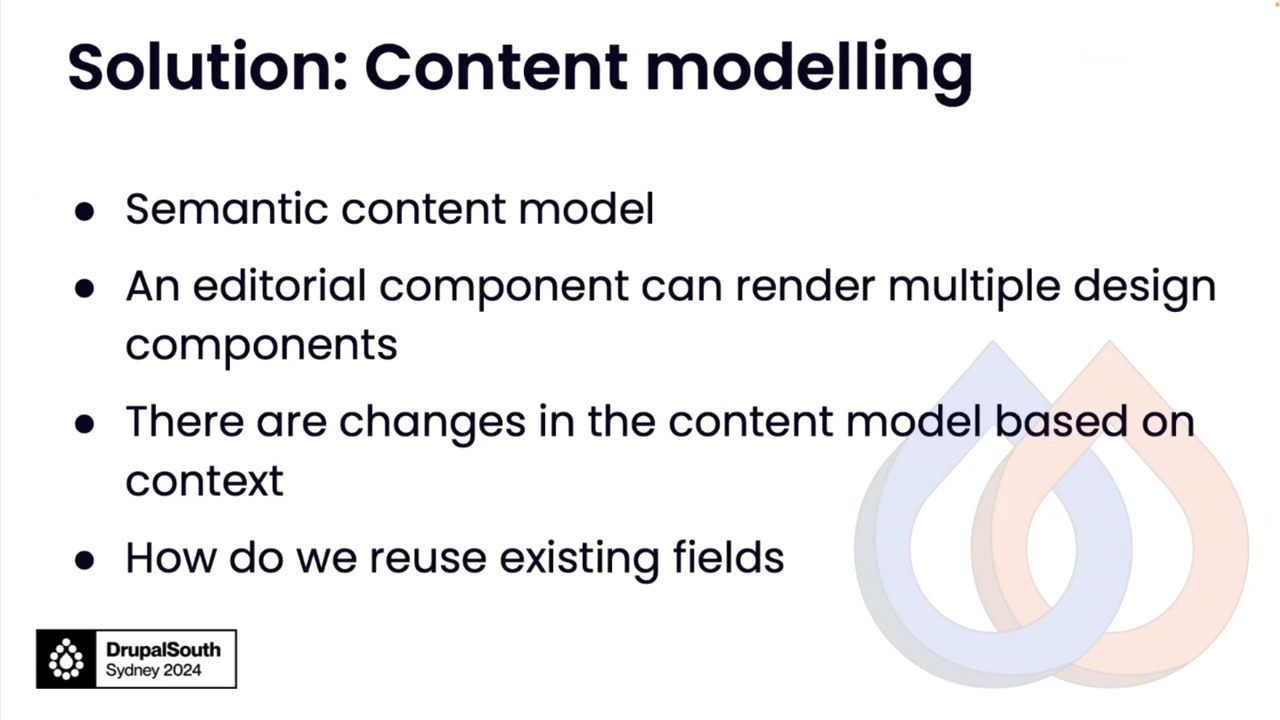 Solution: Content modelling
● Semantic content model
● An editorial component can render multiple design
components
● There are changes in the content model based on
context
● How do we reuse existing fields
DrupalSouth
Sydney 2024